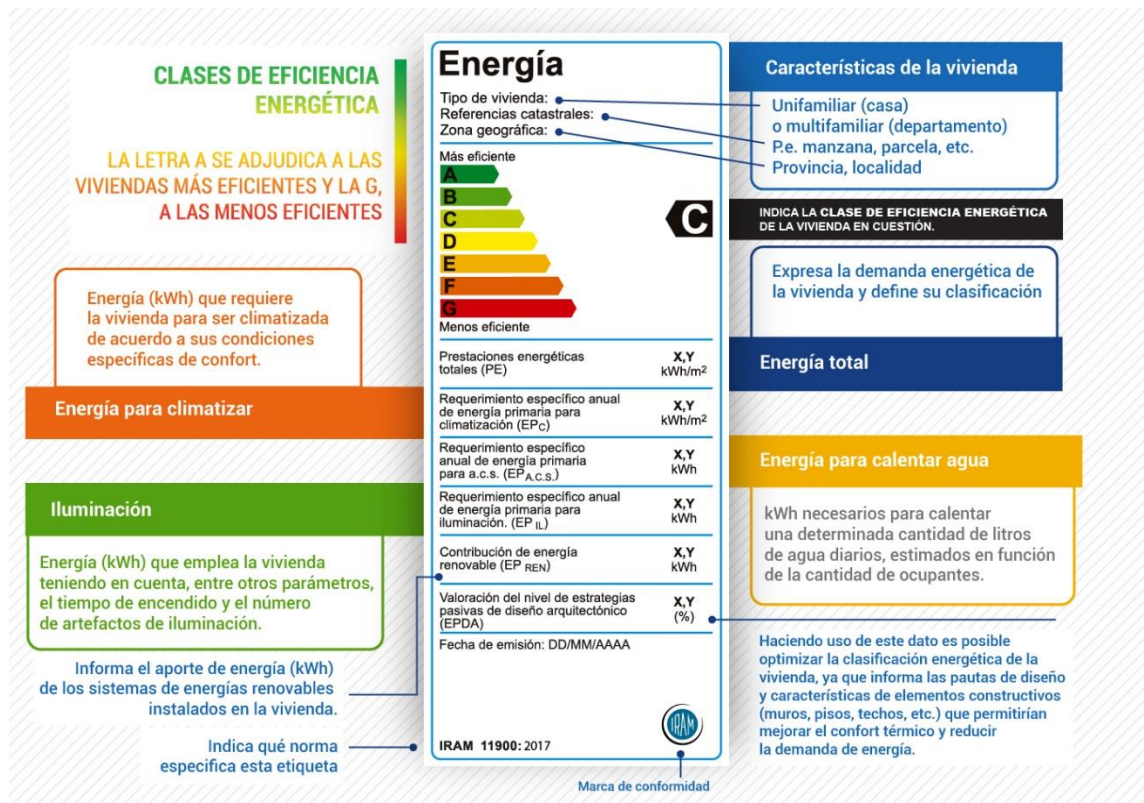 CLASES DE EFICIENCIA
ENERGÉTICA
LA LETRA A SE ADJUDICA A LAS
VIVIENDAS MÁS EFICIENTES Y LA G,
A LAS MENOS EFICIENTES
Energía (kWh) que requiere
la vivienda para ser climatizada
de acuerdo a sus condiciones
específicas de confort.
Energía para climatizar
Iluminación
Energía (kWh) que emplea la vivienda
teniendo en cuenta, entre otros parámetros,
el tiempo de encendido y el número
de artefactos de iluminación.
Informa el aporte de energía (kWh)
de los sistemas de energías renovables
instalados en la vivienda.
Indica qué norma
especifica esta etiqueta
Energía
Tipo de vivienda:
Referencias catastrales:
Zona geográfica:
Más eficiente
A
B
C
D
E
F
G
C
Menos eficiente
Prestaciones energéticas
totales (PE)
X,Y
kWh/m2
Requerimiento específico anual
de energía primaria para
climatización (EPC)
X,Y
kWh/m2
Requerimiento específico
anual de energía primaria
para a.c.s. (EP A.C.S.)
X,Y
kWh
Requerimiento específico anual
de energía primaria para
iluminación. (EP IL)
X,Y
kWh
Contribución de energía
renovable (EP REN)
X,Y
kWh
Valoración del nivel de estrategias
pasivas de diseño arquitectónico
(EPDA)
X,Y
(%)
Fecha de emisión: DD/MM/AAAA
IRAM
IRAM 11900: 2017
Marca de conformidad
Características de la vivienda
Unifamiliar (casa)
o multifamiliar (departamento)
P.e. manzana, parcela, etc.
Provincia, localidad
INDICA LA CLASE DE EFICIENCIA ENERGÉTICA
DE LA VIVIENDA EN CUESTIÓN.
Expresa la demanda energética de
la vivienda y define su clasificación
Energía total
Energía para calentar agua
kWh necesarios para calentar
una determinada cantidad de litros
de agua diarios, estimados en función
de la cantidad de ocupantes.
Haciendo uso de este dato es posible
optimizar la clasificación energética de la
vivienda, ya que informa las pautas de diseño
y características de elementos constructivos
(muros, pisos, techos, etc.) que permitirían
mejorar el confort térmico y reducir
la demanda de energía.